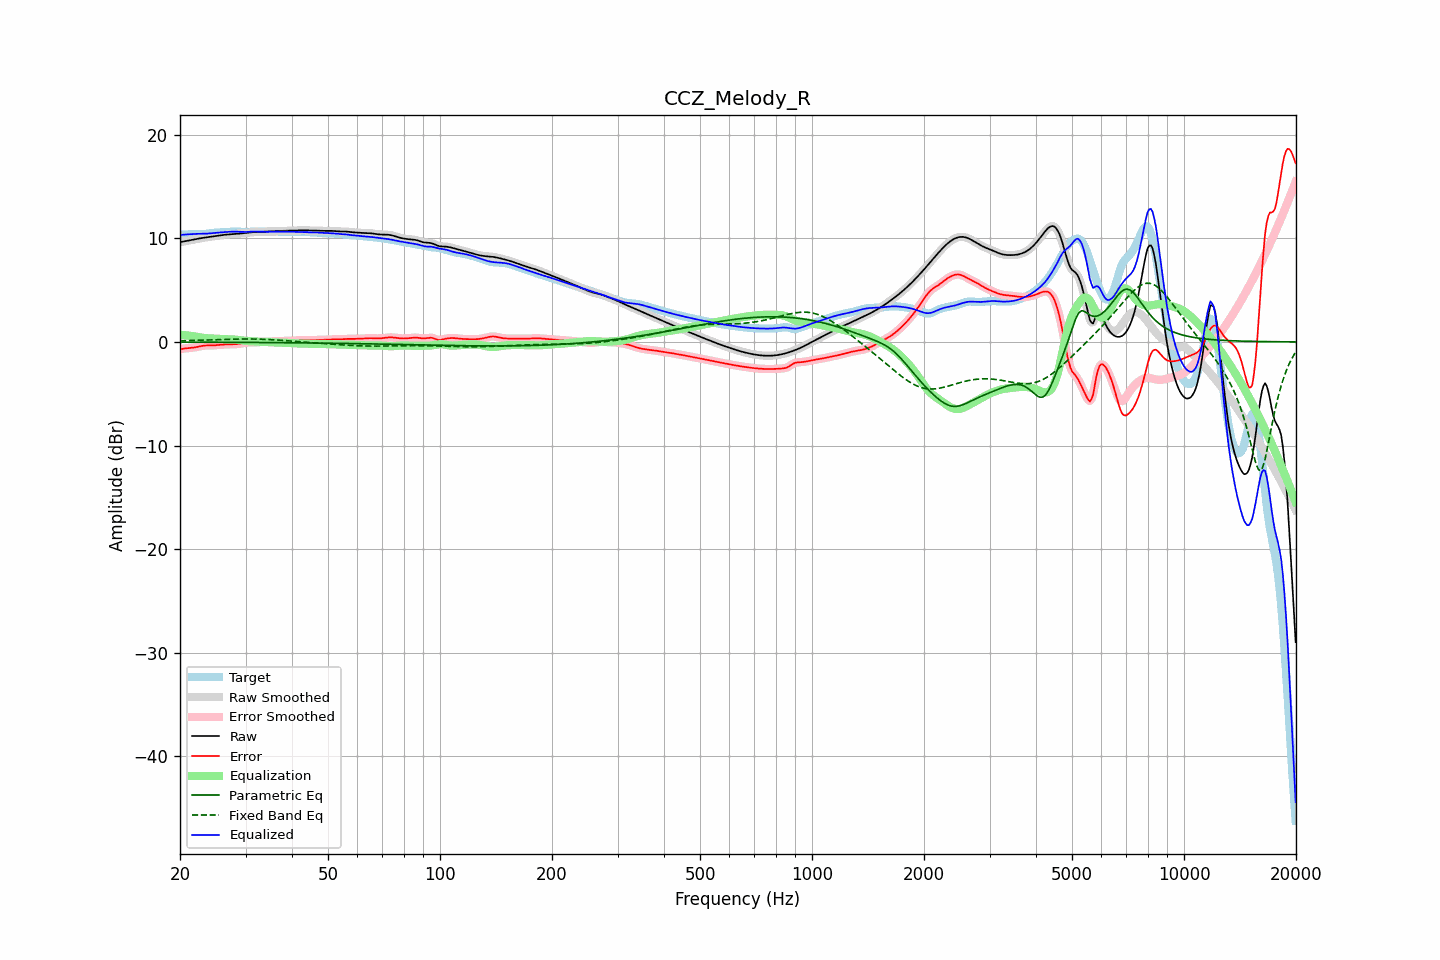 CCZ_Melody_R
20
10
0
−10
−20
−30
−40
Amplitude (dBr)
20
50
100
200
500
1000
2000
5000
10000
20000
Frequency (Hz)
Target
Raw Smoothed
Error Smoothed
Raw
Error
Equalization
Parametric Eq
Fixed Band Eq
Equalized